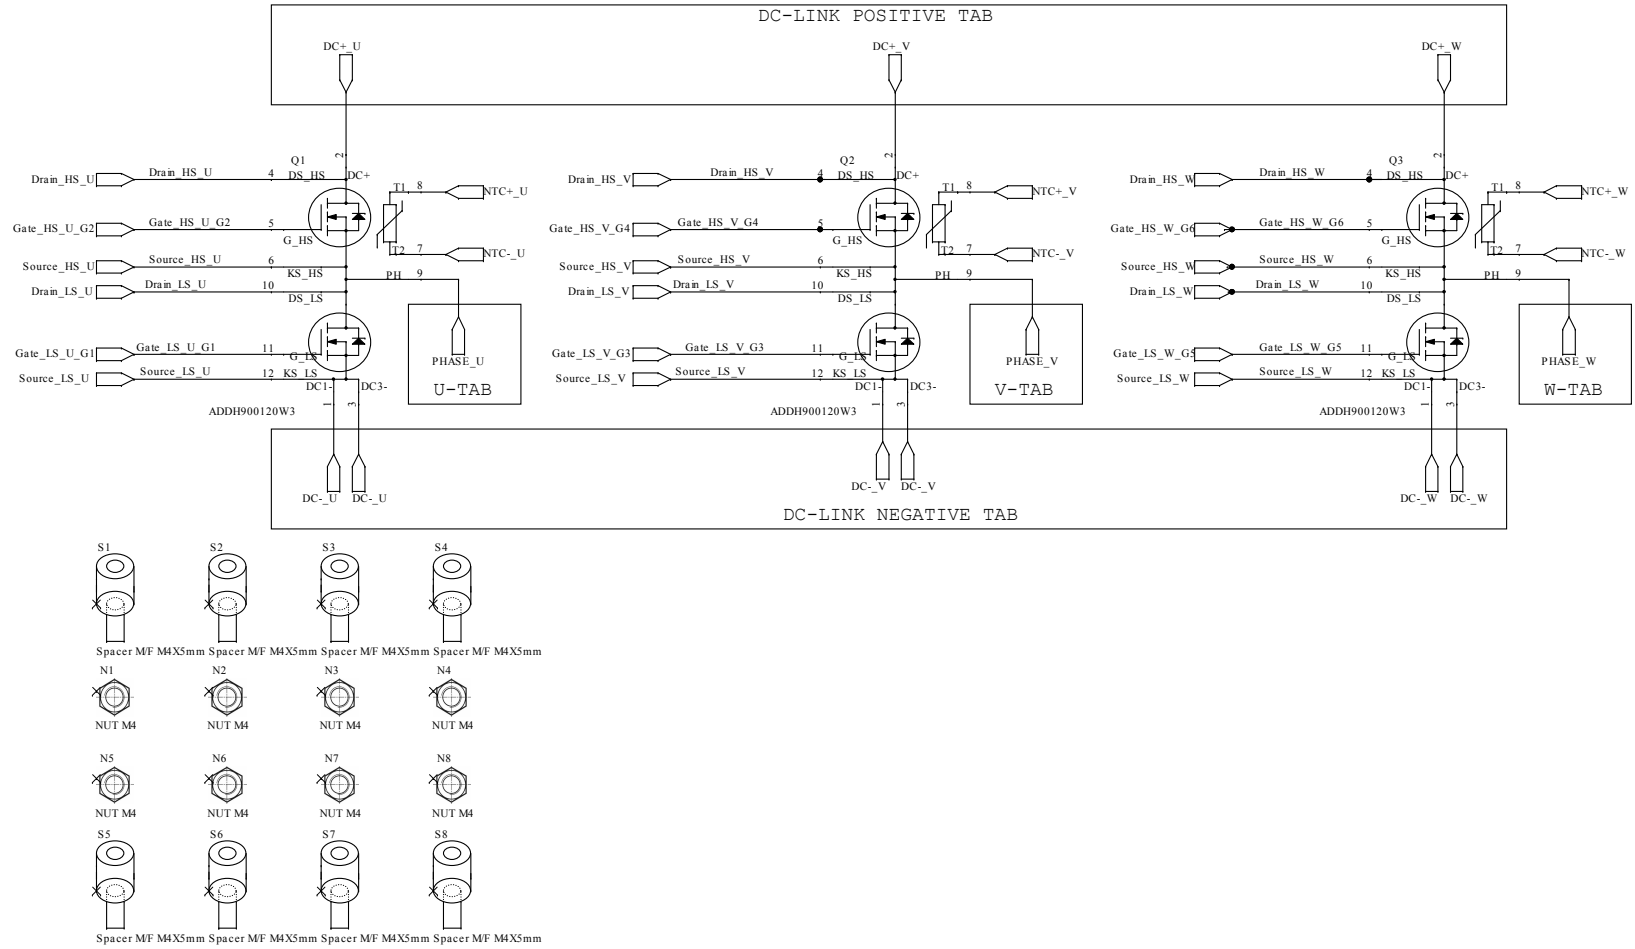 DC-LINK POSITIVE TAB
DC+_U DC+_V DC+_W
2 2 2
Q1 Q2 Q3
Drain_HS_U Drain_HS_U 4 DS_HS DC+ T1 8 NTC+_U
Drain_HS_V Drain_HS_V 4 DS_HS DC+ T1 8 NTC+_V
Drain_HS_W Drain_HS_W 4 DS_HS DC+ T1 8 NTC+_W
Gate_HS_U_G2 Gate_HS_U_G2 5 G_HS T2 7 NTC-_U
Gate_HS_V_G4 Gate_HS_V_G4 5 G_HS T2 7 NTC-_V
Gate_HS_W_G6 Gate_HS_W_G6 5 G_HS T2 7 NTC-_W
Source_HS_U Source_HS_U 6 KS_HS PH 9
Source_HS_V Source_HS_V 6 KS_HS PH 9
Source_HS_W Source_HS_W 6 KS_HS PH 9
Drain_LS_U Drain_LS_U 10 DS_LS
Drain_LS_V Drain_LS_V 10 DS_LS
Drain_LS_W Drain_LS_W 10 DS_LS
Gate_LS_U_G1 Gate_LS_U_G1 11 G_LS PHASE_U
Gate_LS_V_G3 Gate_LS_V_G3 11 G_LS PHASE_V
Gate_LS_W_G5 Gate_LS_W_G5 11 G_LS PHASE_W
Source_LS_U Source_LS_U 12 KS_LS DC1- DC3- U-TAB
Source_LS_V Source_LS_V 12 KS_LS DC1- DC3- V-TAB
Source_LS_W Source_LS_W 12 KS_LS DC1- DC3- W-TAB
ADDH900120W3 1 3 ADDH900120W3 1 3 ADDH900120W3 1 3
DC-_U DC-_U DC-_V DC-_V DC-_W DC-_W
DC-LINK NEGATIVE TAB
S1 S2 S3 S4
Spacer M/F M4X5mm Spacer M/F M4X5mm Spacer M/F M4X5mm Spacer M/F M4X5mm
N1 N2 N3 N4
NUT M4 NUT M4 NUT M4 NUT M4
N5 N6 N7 N8
NUT M4 NUT M4 NUT M4 NUT M4
S5 S6 S7 S8
Spacer M/F M4X5mm Spacer M/F M4X5mm Spacer M/F M4X5mm Spacer M/F M4X5mm